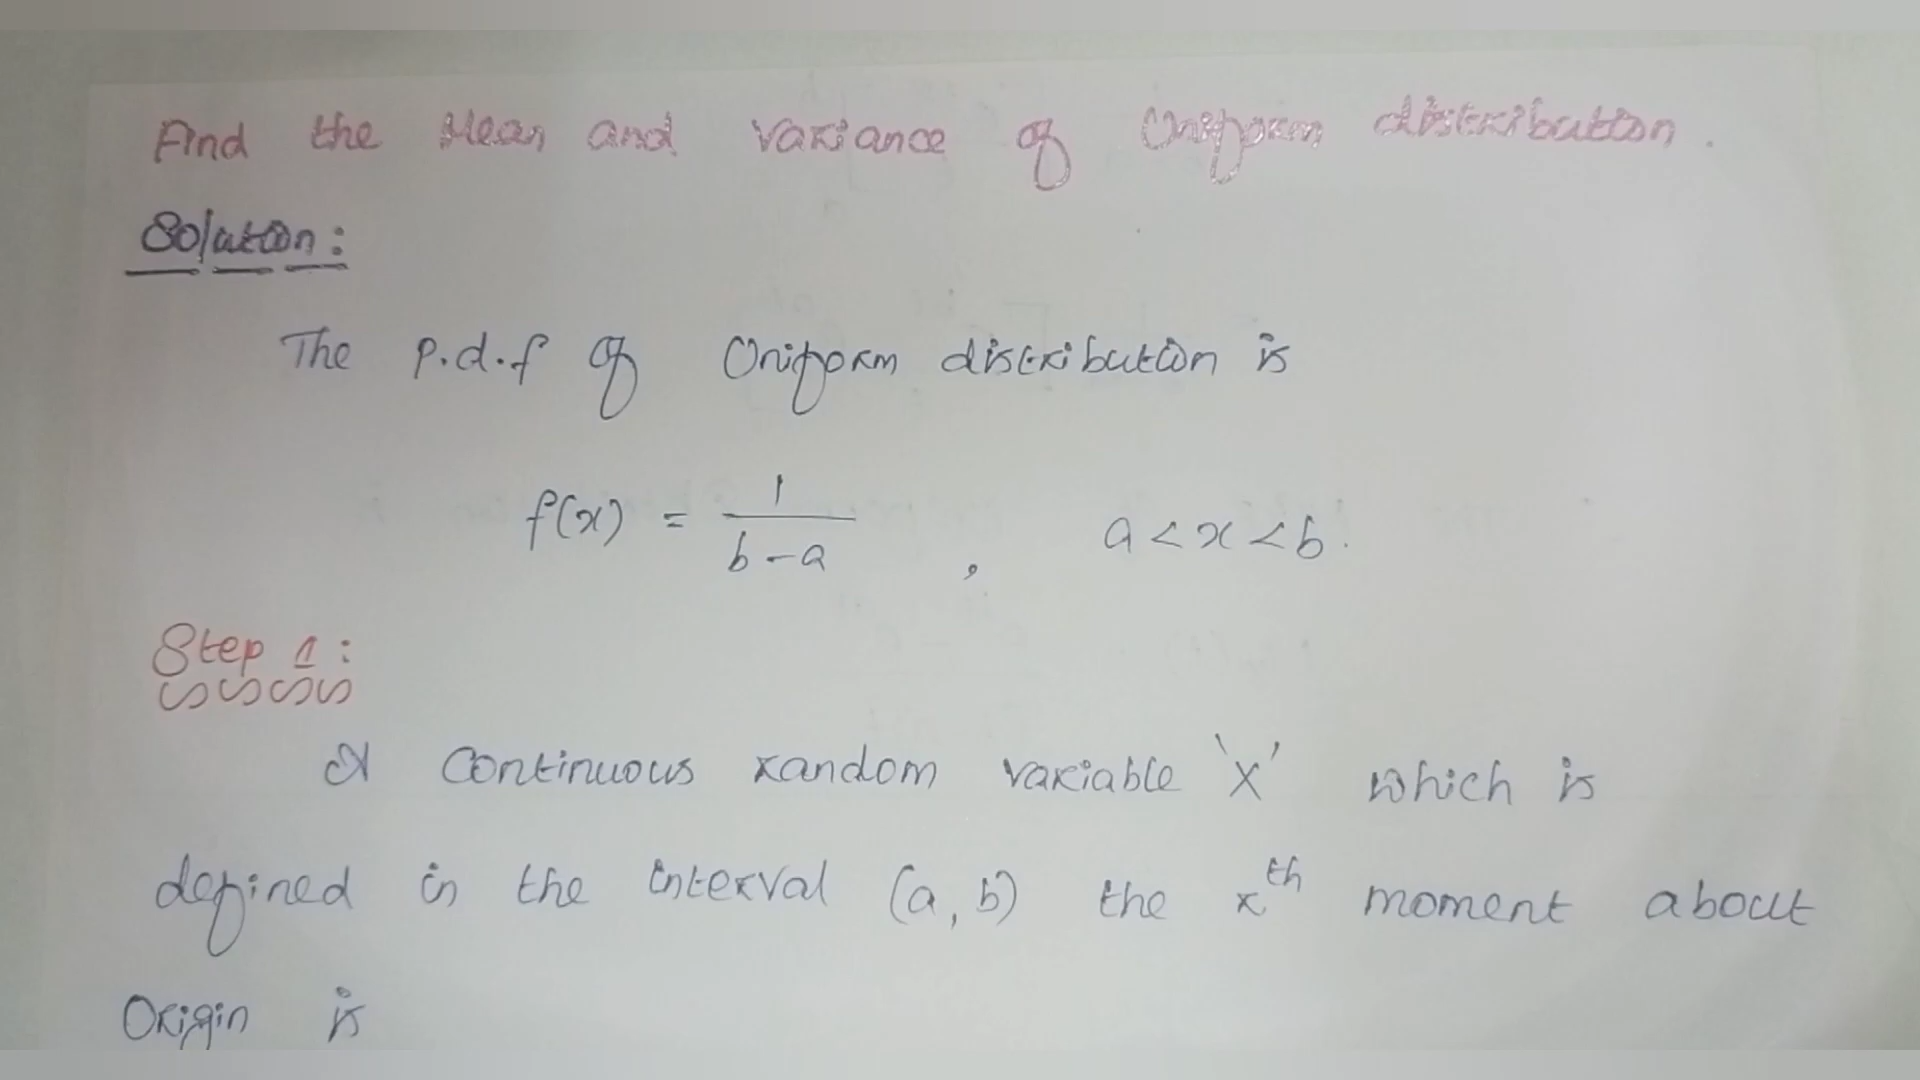 Find the Mean and variance of Uniform distribution.
Solution:
The p.d.f of Uniform distribution is
f(x) = 1/(b-a) , a<x<b.
Step 1:
A Continuous random variable 'X' which is
defined in the interval (a, b) the r^th moment about
Origin is